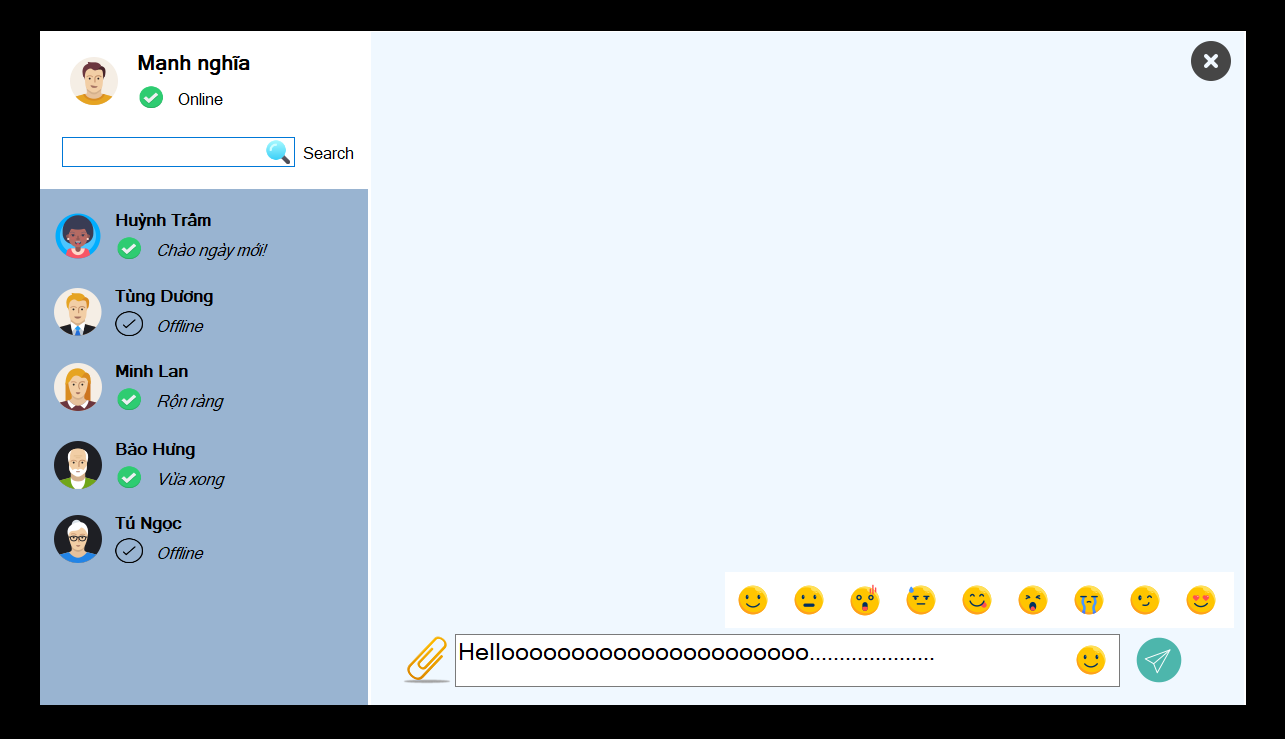 Mạnh nghĩa
Online
Search
Huỳnh Trâm
Chào ngày mới!
Tùng Dương
Offline
Minh Lan
Rộn ràng
Bảo Hưng
Vừa xong
Tú Ngọc
Offline
Hellooooooooooooooooooooooo.....................